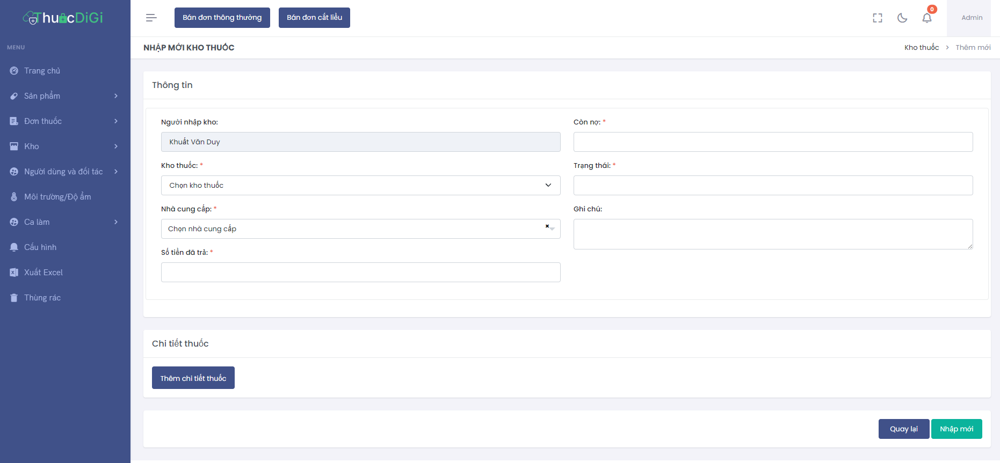 ThuốcDiGi
Bán đơn thông thường
Bán đơn cắt liều
0
Admin
MENU
Trang chủ
Sản phẩm
Đơn thuốc
Kho
Người dùng và đối tác
Môi trường/Độ ẩm
Ca làm
Cấu hình
Xuất Excel
Thùng rác
NHẬP MỚI KHO THUỐC
Kho thuốc > Thêm mới
Thông tin
Người nhập kho:
Khuất Văn Duy
Kho thuốc: *
Chọn kho thuốc
Nhà cung cấp: *
Chọn nhà cung cấp
×
Số tiền đã trả: *
Còn nợ: *
Trạng thái: *
Ghi chú:
Chi tiết thuốc
Thêm chi tiết thuốc
Quay lại
Nhập mới